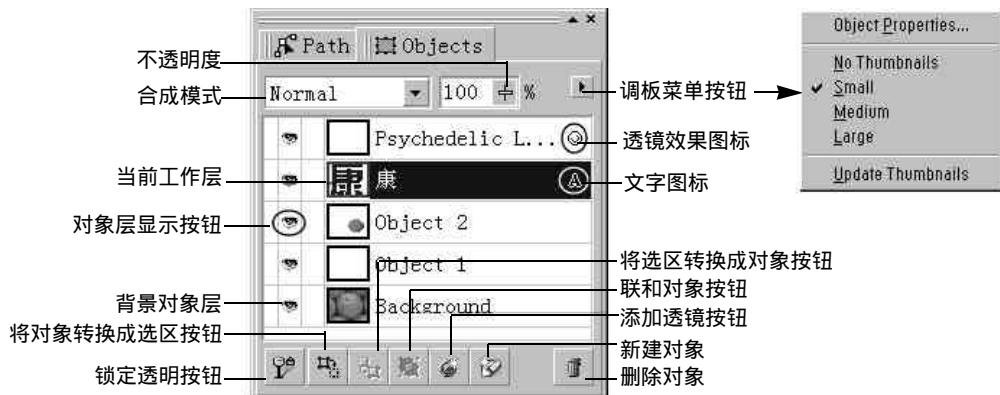 Path Objects
Normal 100 %
Psychedelic L...
康
Object 2
Object 1
Background
不透明度
合成模式
当前工作层
对象层显示按钮
背景对象层
将对象转换成选区按钮
锁定透明按钮
调板菜单按钮
透镜效果图标
文字图标
将选区转换成对象按钮
联和对象按钮
添加透镜按钮
新建对象
删除对象
Object Properties...
No Thumbnails
Small
Medium
Large
Update Thumbnails